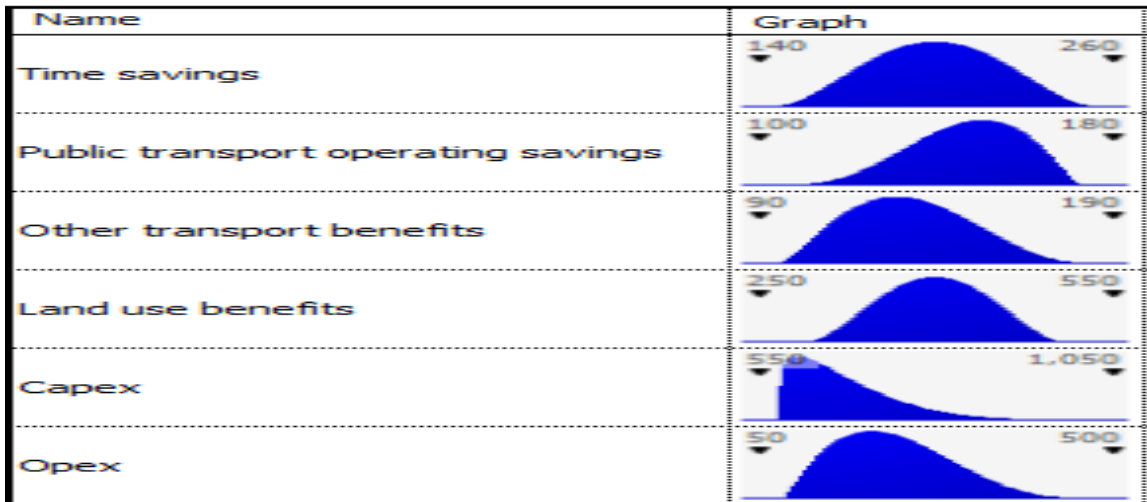 Name Graph
140 260
Time savings
100 180
Public transport operating savings
90 190
Other transport benefits
250 550
Land use benefits
550 1,050
Capex
50 500
Opex